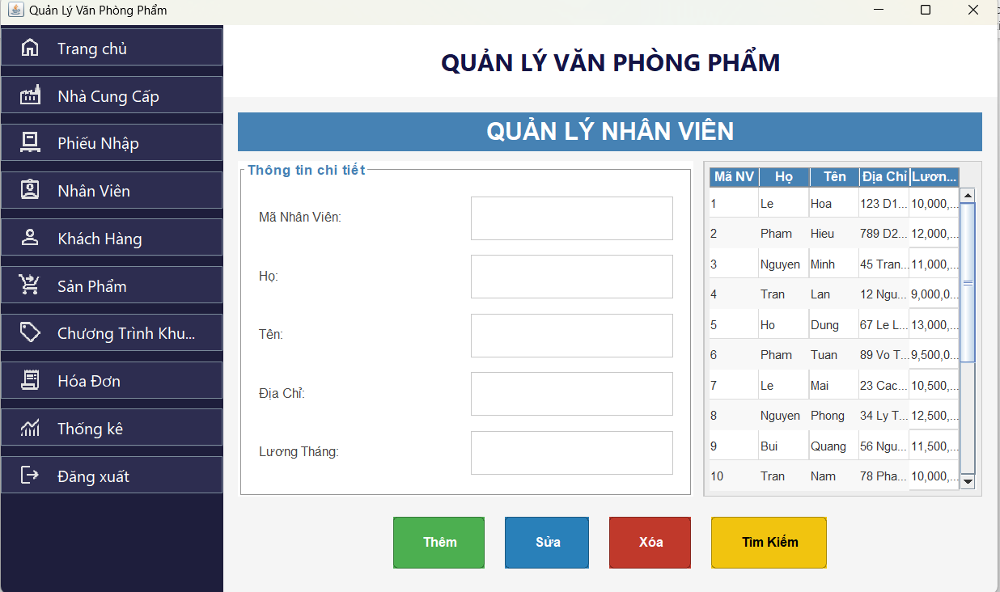 Quản Lý Văn Phòng Phẩm
Trang chủ
Nhà Cung Cấp
Phiếu Nhập
Nhân Viên
Khách Hàng
Sản Phẩm
Chương Trình Khu...
Hóa Đơn
Thống kê
Đăng xuất
QUẢN LÝ VĂN PHÒNG PHẨM
QUẢN LÝ NHÂN VIÊN
Thông tin chi tiết
Mã Nhân Viên:
Họ:
Tên:
Địa Chỉ:
Lương Tháng:
Mã NV Họ Tên Địa Chỉ Lươn...
1 Le Hoa 123 D1... 10,000,...
2 Pham Hieu 789 D2... 12,000,...
3 Nguyen Minh 45 Tran... 11,000,...
4 Tran Lan 12 Ngu... 9,000,0...
5 Ho Dung 67 Le L... 13,000,...
6 Pham Tuan 89 Vo T... 9,500,0...
7 Le Mai 23 Cac... 10,500,...
8 Nguyen Phong 34 Ly T... 12,500,...
9 Bui Quang 56 Ngu... 11,500,...
10 Tran Nam 78 Pha... 10,000,...
Thêm Sửa Xóa Tìm Kiếm